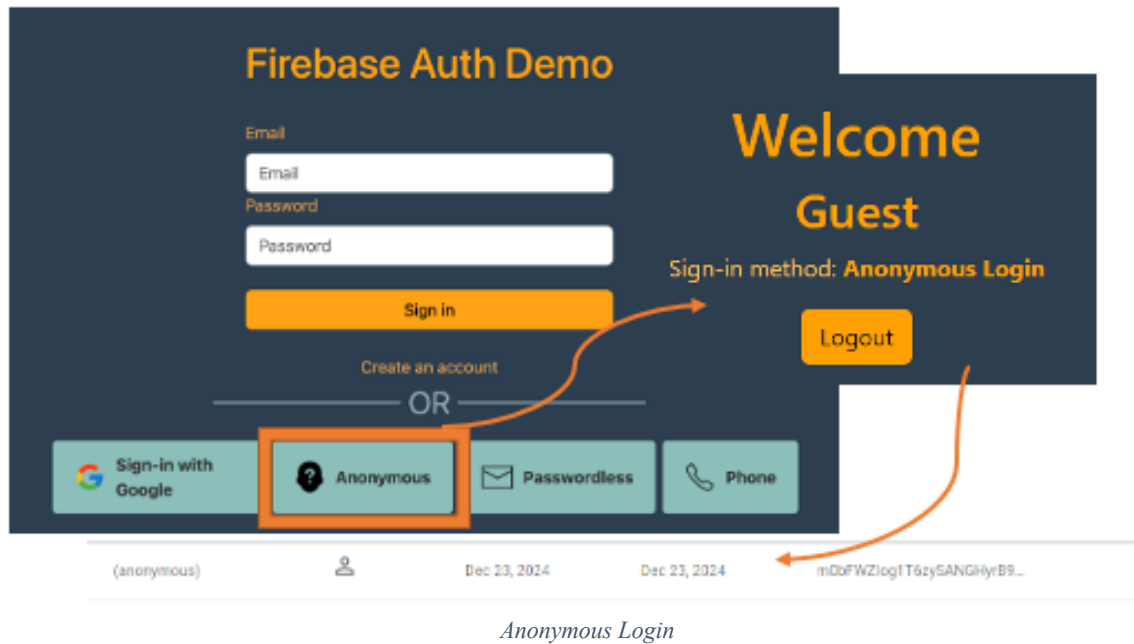 Firebase Auth Demo
Email
Email
Password
Password
Sign in
Create an account
OR
Sign-in with
Google
Anonymous
Passwordless
Phone
Welcome
Guest
Sign-in method: Anonymous Login
Logout
(anonymous)
Dec 23, 2024
Dec 23, 2024
Anonymous Login